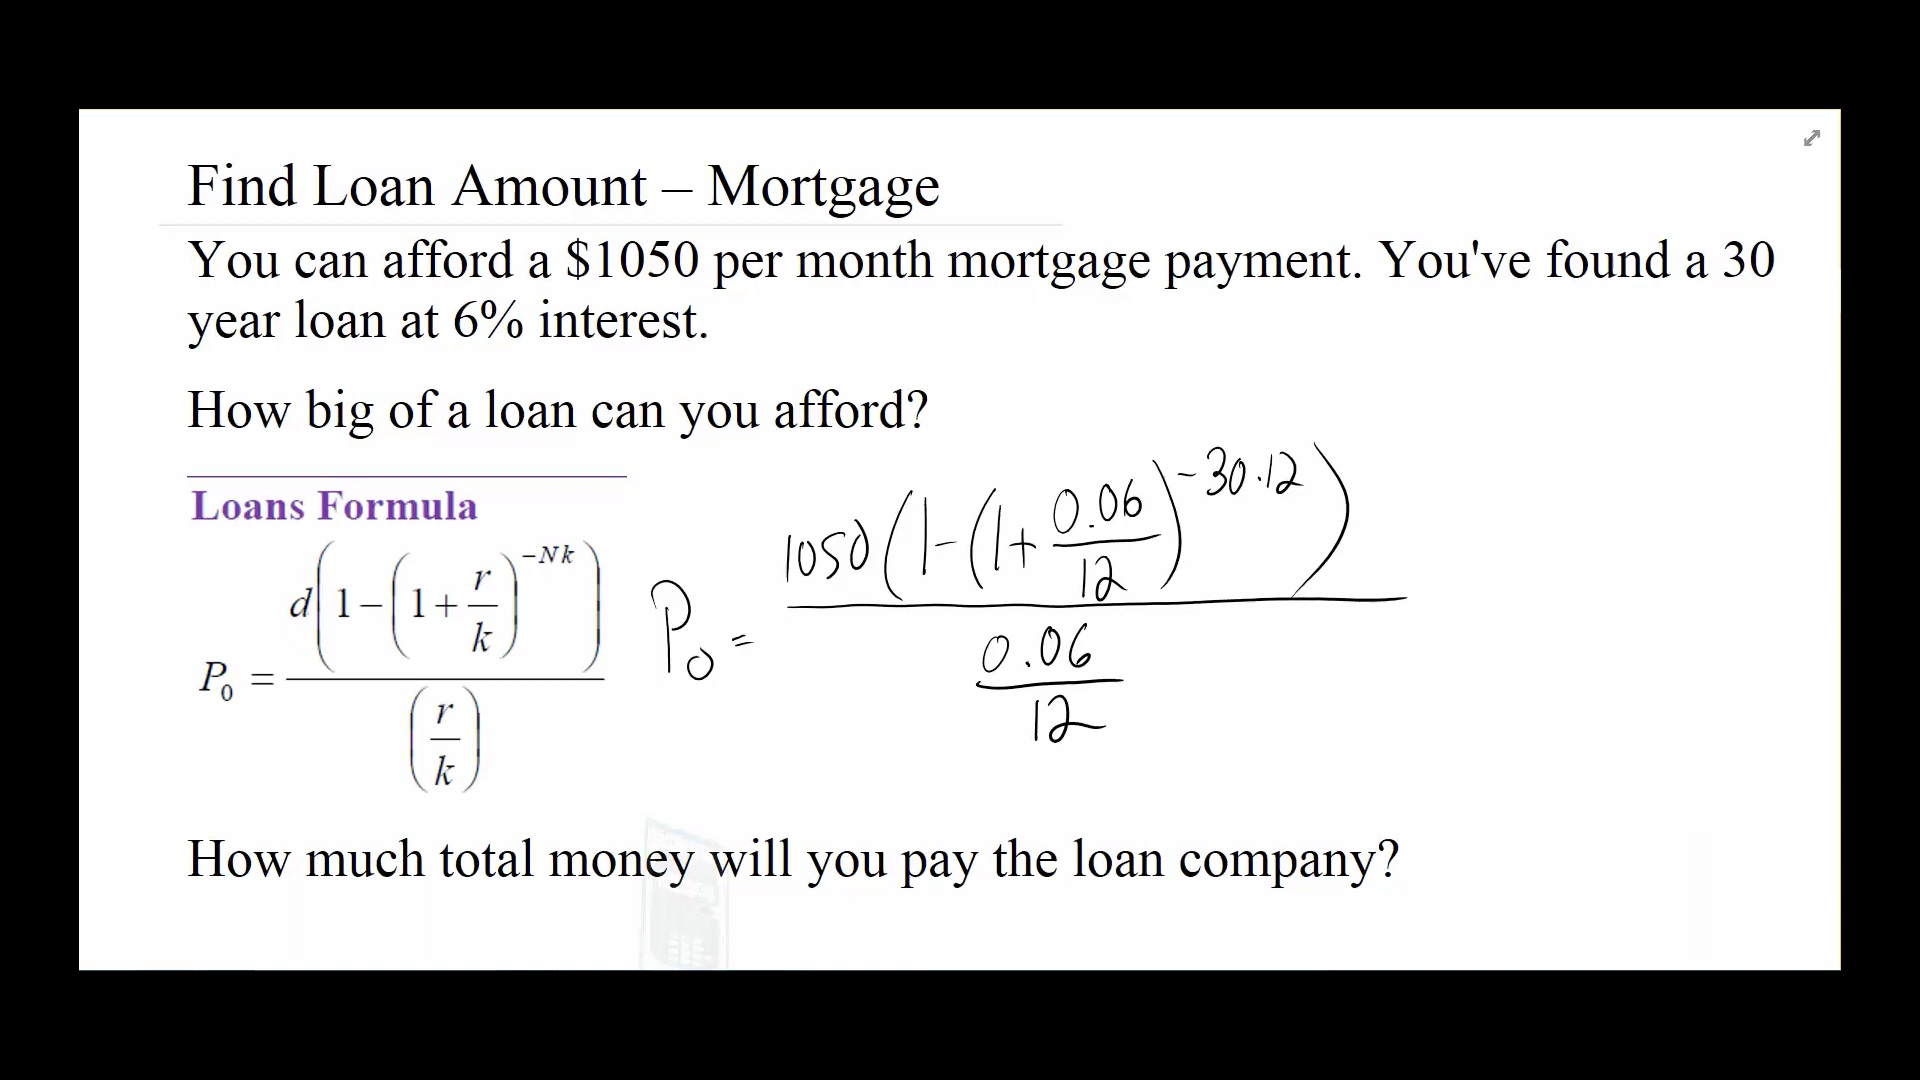 Find Loan Amount – Mortgage
You can afford a $1050 per month mortgage payment. You've found a 30
year loan at 6% interest.
How big of a loan can you afford?
Loans Formula
P₀ = d(1−(1+r/k)^(−Nk)) / (r/k)
P₀ = 1050(1−(1+0.06/12)^(−30·12)) / (0.06/12)
How much total money will you pay the loan company?